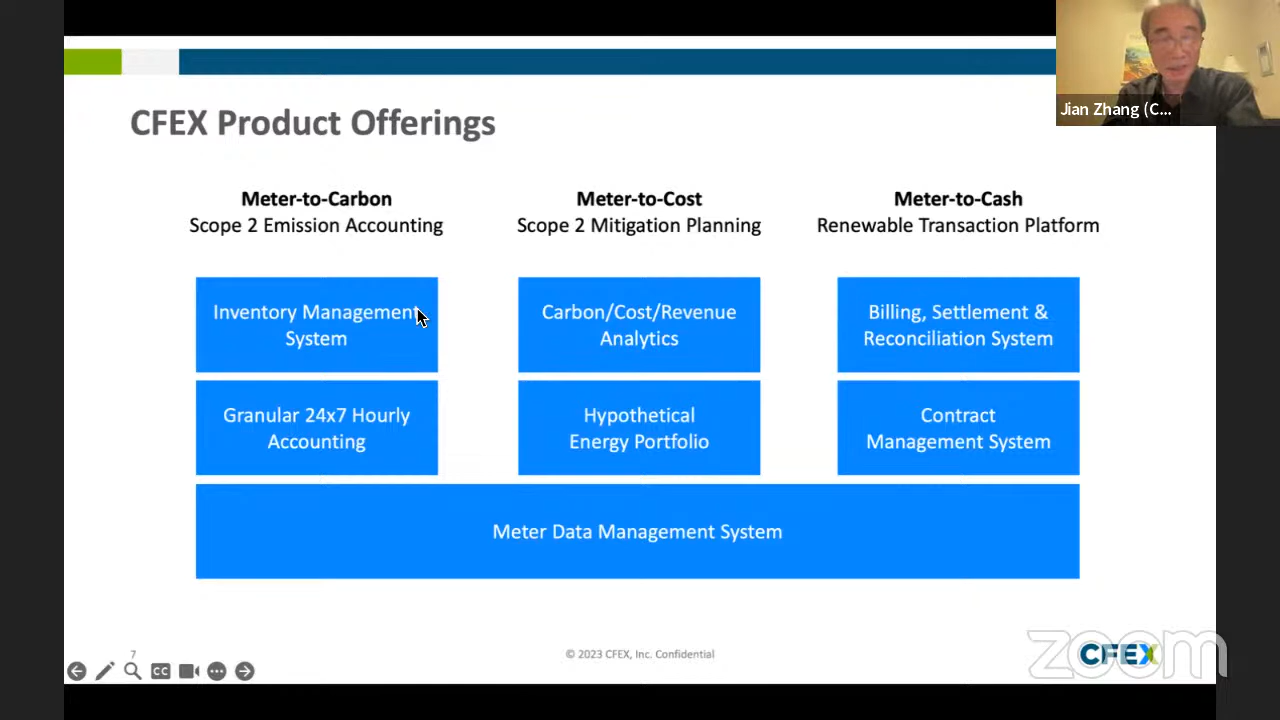 Jian Zhang (C...
CFEX Product Offerings
Meter-to-Carbon
Scope 2 Emission Accounting
Meter-to-Cost
Scope 2 Mitigation Planning
Meter-to-Cash
Renewable Transaction Platform
Inventory Management
System
Carbon/Cost/Revenue
Analytics
Billing, Settlement &
Reconciliation System
Granular 24x7 Hourly
Accounting
Hypothetical
Energy Portfolio
Contract
Management System
Meter Data Management System
7
© 2023 CFEX, Inc. Confidential
CFEX
zoom
CC